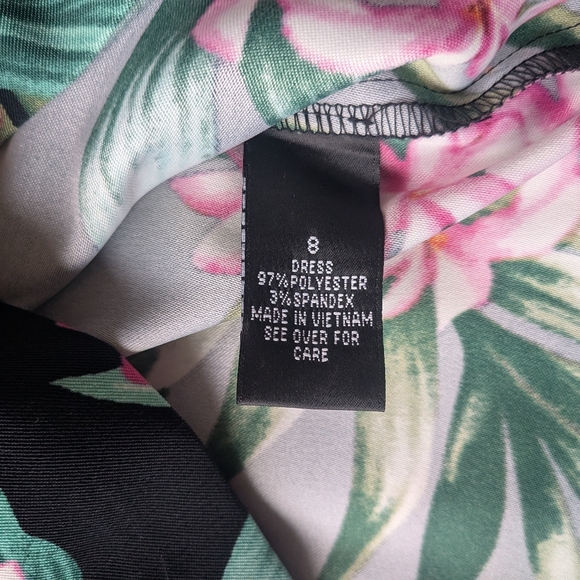 8
DRESS
97%POLYESTER
3%SPANDEX
MADE IN VIETNAM
SEE OVER FOR
CARE